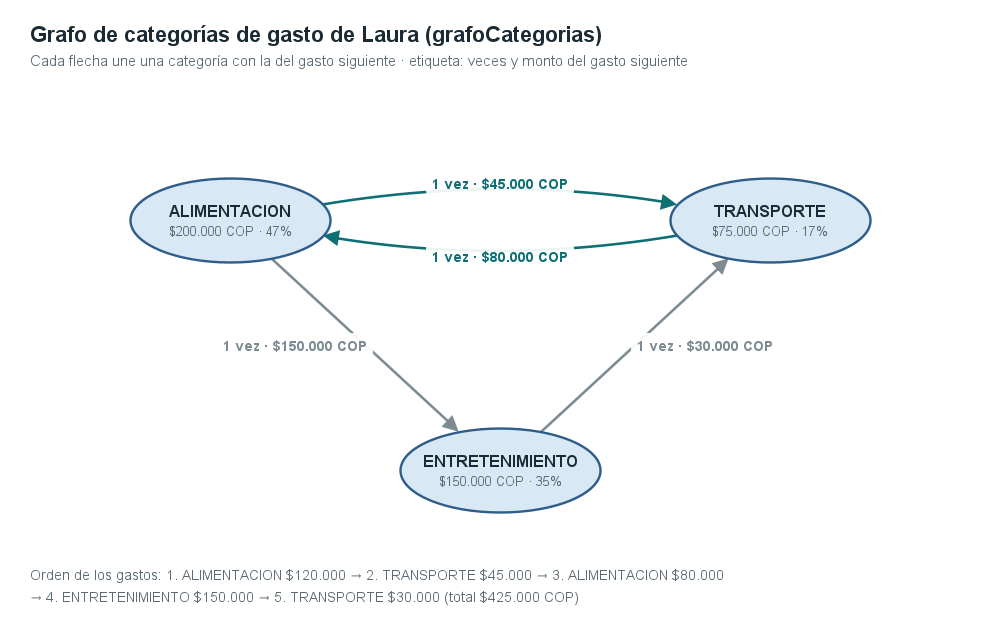 Grafo de categorías de gasto de Laura (grafoCategorias)
Cada flecha une una categoría con la del gasto siguiente · etiqueta: veces y monto del gasto siguiente
1 vez · $45.000 COP
ALIMENTACION
$200.000 COP · 47%
TRANSPORTE
$75.000 COP · 17%
1 vez · $80.000 COP
1 vez · $150.000 COP
1 vez · $30.000 COP
ENTRETENIMIENTO
$150.000 COP · 35%
Orden de los gastos: 1. ALIMENTACION $120.000 → 2. TRANSPORTE $45.000 → 3. ALIMENTACION $80.000
→ 4. ENTRETENIMIENTO $150.000 → 5. TRANSPORTE $30.000 (total $425.000 COP)